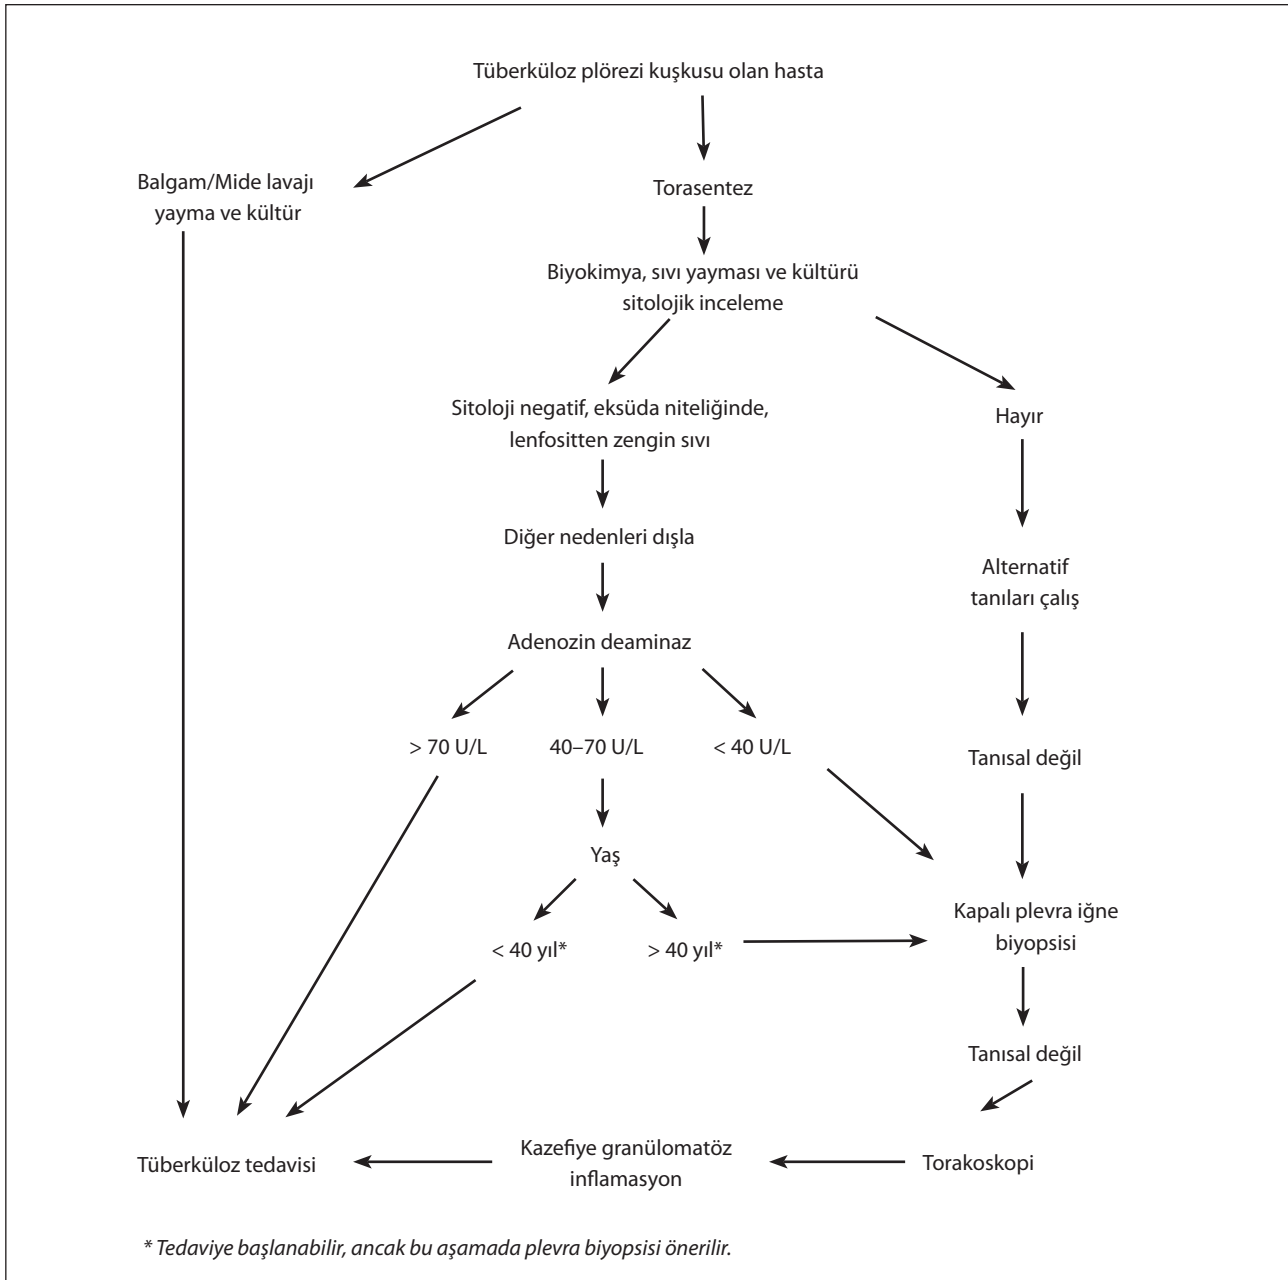 Tüberküloz plörezi kuşkusu olan hasta
Balgam/Mide lavajı
yayma ve kültür
Torasentez
Biyokimya, sıvı yayması ve kültürü
sitolojik inceleme
Sitoloji negatif, eksüda niteliğinde,
lenfositten zengin sıvı
Hayır
Diğer nedenleri dışla
Alternatif
tanıları çalış
Adenozin deaminaz
> 70 U/L
40–70 U/L
< 40 U/L
Tanısal değil
Yaş
< 40 yıl*
> 40 yıl*
Kapalı plevra iğne
biyopsisi
Tanısal değil
Torakoskopi
Kazefiye granülomatöz
inflamasyon
Tüberküloz tedavisi
* Tedaviye başlanabilir, ancak bu aşamada plevra biyopsisi önerilir.